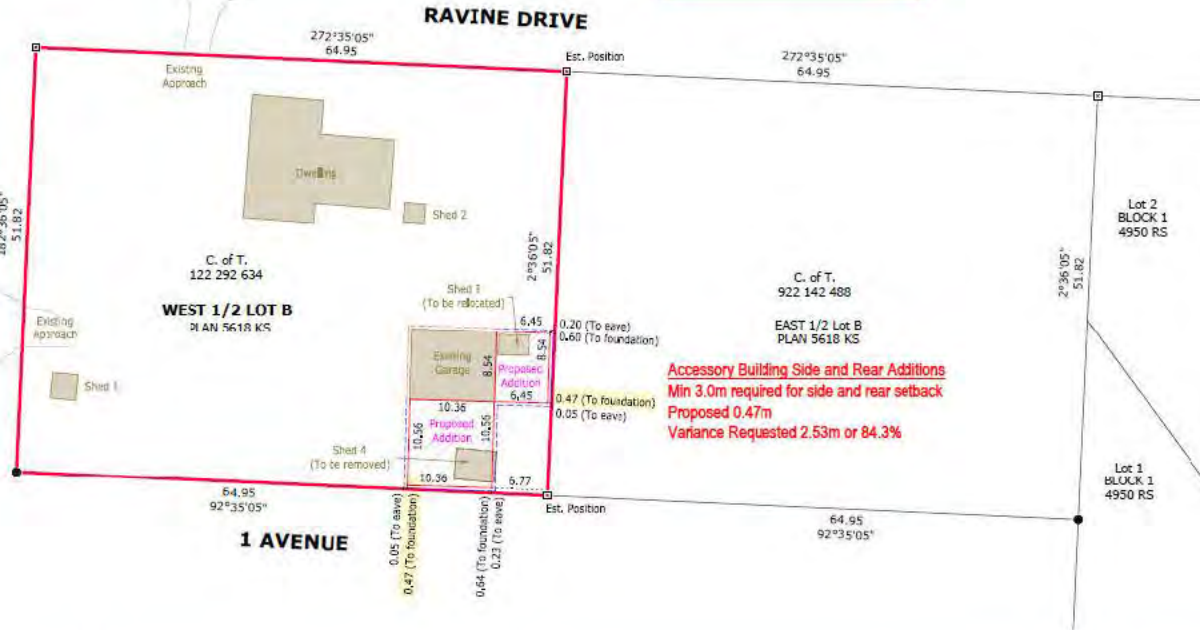 RAVINE DRIVE
272°35'05"
64.95
Existing
Approach
Est. Position
272°35'05"
64.95
Dwelling
Shed 2
182°36'05"
51.82
C. of T.
122 292 634
WEST 1/2 LOT B
PLAN 5618 KS
2°36'05"
51.82
Shed 3
(To be relocated)
Existing
Approach
Shed 1
C. of T.
922 142 488
EAST 1/2 Lot B
PLAN 5618 KS
2°36'05"
51.82
Lot 2
BLOCK 1
4950 RS
6.45
0.20 (To eave)
0.60 (To foundation)
Existing
Garage
8.54
8.54
Proposed
Addition
6.45
0.47 (To foundation)
0.05 (To eave)
Accessory Building Side and Rear Additions
Min 3.0m required for side and rear setback
Proposed 0.47m
Variance Requested 2.53m or 84.3%
10.36
Proposed
Addition
10.56
10.56
Shed 4
(To be removed)
10.36
6.77
Lot 1
BLOCK 1
4950 RS
64.95
92°35'05"
1 AVENUE
0.05 (To eave)
0.47 (To foundation)
0.64 (To foundation)
0.23 (To eave)
Est. Position
64.95
92°35'05"